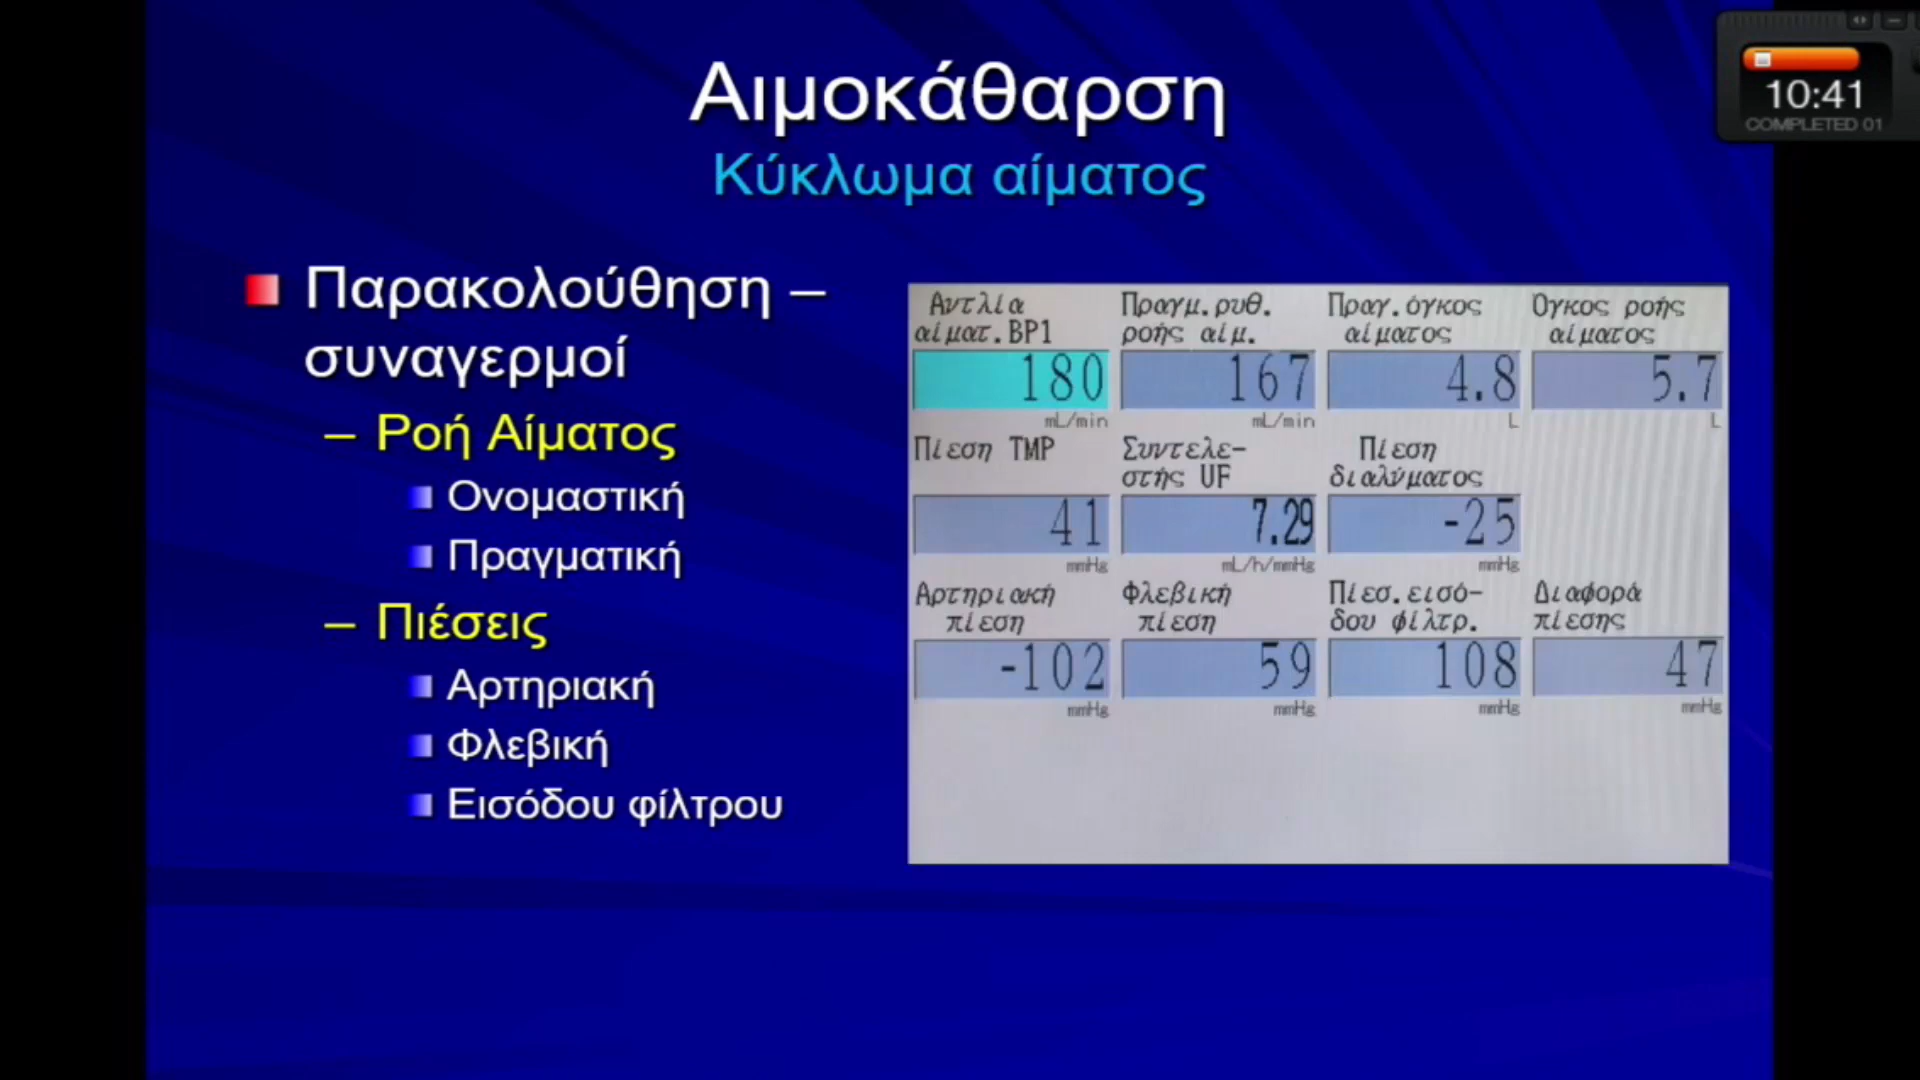 Αιμοκάθαρση
Κύκλωμα αίματος
10:41
COMPLETED 01
Παρακολούθηση –
συναγερμοί
– Ροή Αίματος
Ονομαστική
Πραγματική
– Πιέσεις
Αρτηριακή
Φλεβική
Εισόδου φίλτρου
Αντλία Πραγμ.ρυθ. Πραγ.όγκος Όγκος ροής
αίματ.BP1 ροής αίμ. αίματος αίματος
180 167 4.8 5.7
mL/min mL/min L L
Πίεση TMP Συντελε- Πίεση
στής UF διαλύματος
41 7.29 -25
mmHg mL/h/mmHg mmHg
Αρτηριακή Φλεβική Πίεσ.εισό- Διαφορά
πίεση πίεση δου φίλτρ. πίεσης
-102 59 108 47
mmHg mmHg mmHg mmHg